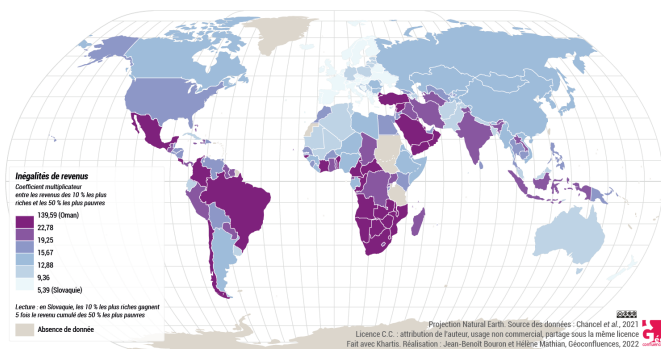 Inégalités de revenus
Coefficient multiplicateur
entre les revenus des 10 % les plus
riches et les 50 % les plus pauvres
139,59 (Oman)
22,78
19,25
15,67
12,88
9,36
5,39 (Slovaquie)
Lecture : en Slovaquie, les 10 % les plus riches gagnent
5 fois le revenu cumulé des 50 % les plus pauvres
Absence de donnée
Projection Natural Earth. Source des données : Chancel et al., 2021
Licence C.C. : attribution de l'auteur, usage non commercial, partage sous la même licence
Fait avec Khartis. Réalisation : Jean-Benoît Bouron et Hélène Mathian, Géoconfluences, 2022